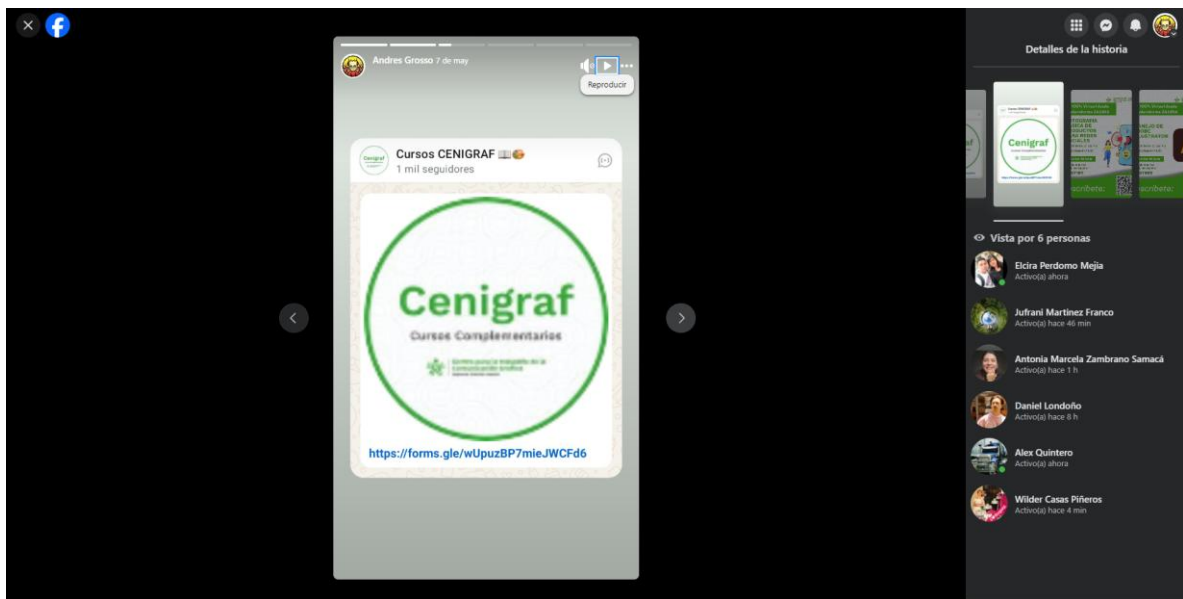 Andres Grosso 7 de may
Reproducir
Cursos CENIGRAF
1 mil seguidores
Cenigraf
Cursos Complementarios
https://forms.gle/wUpuzBP7mieJWCFd6
Detalles de la historia
Cenigraf
Inscríbete:
Vista por 6 personas
Elcira Perdomo Mejia
Activo(a) ahora
Jufrani Martinez Franco
Activo(a) hace 46 min
Antonia Marcela Zambrano Samacá
Activo(a) hace 1 h
Daniel Londoño
Activo(a) hace 8 h
Alex Quintero
Activo(a) ahora
Wilder Casas Piñeros
Activo(a) hace 4 min